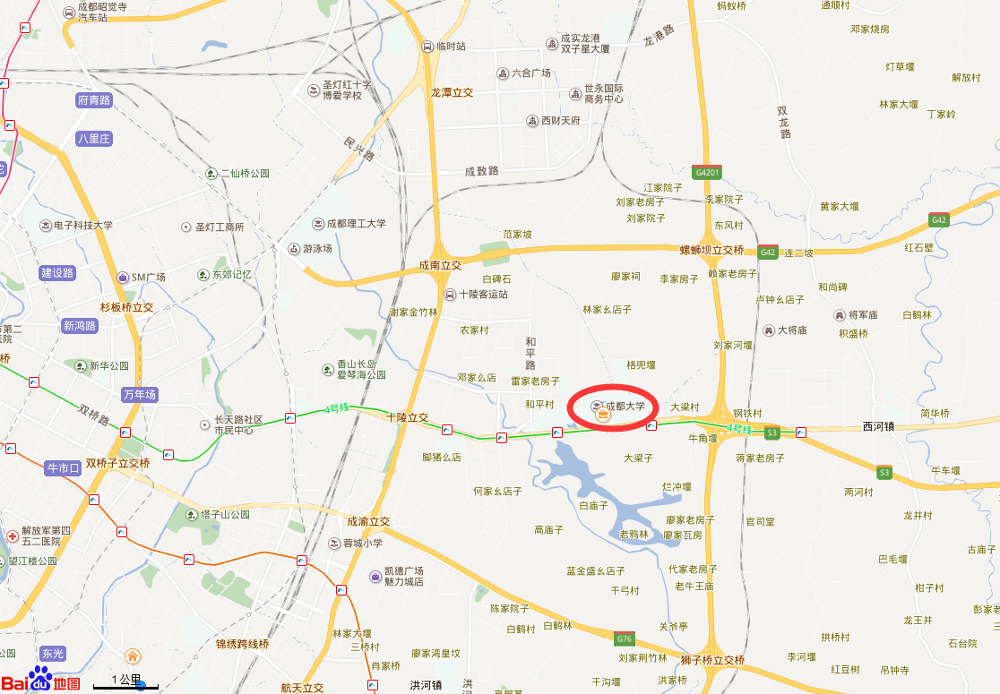 成都昭觉寺
汽车站
蚂蚁桥
通顺村
邓家烧房
临时站
成实龙港
双子星大厦
龙港路
六合广场
灯草堰
解放村
圣灯红十字
博爱学校
龙潭立交
世永国际
商务中心
府青路
林家大堰
丁家岭
西财天府
双龙路
八里庄
民兴路
成致路
G4201
二仙桥公园
江家院子
刘家老房子
李家院子
黄家大堰
刘家院子
G42
电子科技大学
圣灯工商所
成都理工大学
东风村
范家坡
游泳场
螺蛳坝立交桥
G42
连二坡
红石壁
成南立交
建设路
SM广场
东郊记忆
白碑石
廖家祠
李家房子
赖家老房子
和尚碑
十陵客运站
卢钟幺店子
杉板桥立交
谢家金竹林
林家幺店子
将军庙
白鹤林
新鸿路
市第二
医院
农家村
大将庙
积盛桥
和平路
刘家河堰
桥
新华公园
香山长岛
爱琴海公园
格兜堰
邓家幺店
雷家老房子
万年场
和平村
成都大学
大梁村
4号线
双桥路
十陵立交
钢铁村
简华桥
长天路社区
市民中心
4号线
西河镇
S3
牛角堰
牛市口
双桥子立交桥
脚猪幺店
大梁子
蒋家老房子
S3
牛车堰
何家幺店子
烂冲堰
两河村
白庙子
塔子山公园
成渝立交
廖家老房子
官司堂
龙井村
解放军第四
五二医院
高庙子
老鸦林
廖家瓦房
蓉城小学
古庙子
望江楼公园
巴毛堰
凯德广场
魅力城店
蓝金盛幺店子
代家老房子
千弓村
老牛王庙
柑子村
陈家院子
彭家老
白鹤村
白鹤林
关爷亭
龙王井
林家大堰
G76
拱桥村
石台院
锦绣跨线桥
三桥村
公园
东光
廖家湾皇坟
刘家荆竹林
狮子桥立交桥
李河堰
肖家桥
红豆树
吊钟寺
Bai du 地图
1 公里
航天立交
洪河镇
洪河
干沟堰
洪家桥